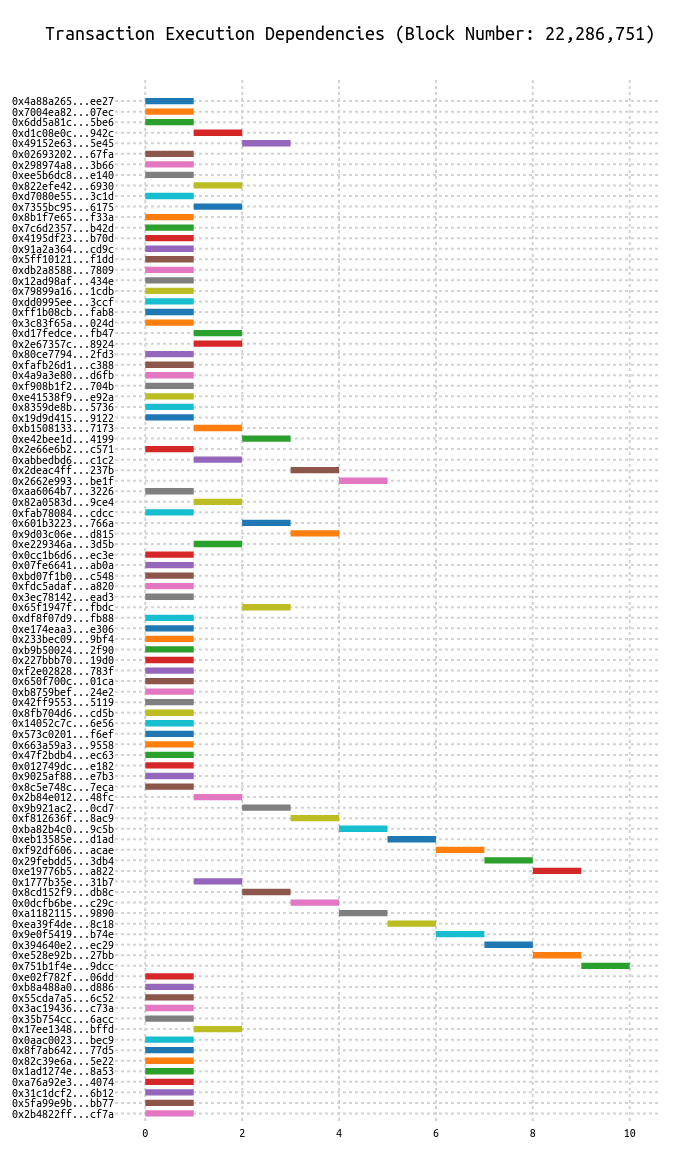 Transaction Execution Dependencies (Block Number: 22,286,751)
0x4a88a265...ee27
0x7004ea82...07ec
0x6dd5a81c...5be6
0xd1c08e0c...942c
0x49152e63...5e45
0x02693202...67fa
0x298974a8...3b66
0xee5b6dc8...e140
0x822efe42...6930
0xd7080e55...3c1d
0x7355bc95...6175
0x8b1f7e65...f33a
0x7c6d2357...b42d
0x4195df23...b70d
0x91a2a364...cd9c
0x5ff10121...f1dd
0xdb2a8588...7809
0x12ad98af...434e
0x79899a16...1cdb
0xdd0995ee...3ccf
0xff1b08cb...fab8
0x3c83f65a...024d
0xd17fedce...fb47
0x2e67357c...8924
0x80ce7794...2fd3
0xfafb26d1...c388
0x4a9a3e80...d6fb
0xf908b1f2...704b
0xe41538f9...e92a
0x8359de8b...5736
0x19d9d415...9122
0xb1508133...7173
0xe42bee1d...4199
0x2e66e6b2...c571
0xabbedbd6...c1c2
0x2deac4ff...237b
0x2662e993...be1f
0xaa6064b7...3226
0x82a0583d...9ce4
0xfab78084...cdcc
0x601b3223...766a
0x9d03c06e...d815
0xe229346a...3d5b
0x0cc1b6d6...ec3e
0x07fe6641...ab0a
0xbd07f1b0...c548
0xfdc5adaf...a820
0x3ec78142...ead3
0x65f1947f...fbdc
0xdf8f07d9...fb88
0xe174eaa3...e306
0x233bec09...9bf4
0xb9b50024...2f90
0x227bbb70...19d0
0xf2e02828...783f
0x650f700c...01ca
0xb8759bef...24e2
0x42ff9553...5119
0x8fb704d6...cd5b
0x14052c7c...6e56
0x573c0201...f6ef
0x663a59a3...9558
0x47f2bdb4...ec63
0x012749dc...e182
0x9025af88...e7b3
0x8c5e748c...7eca
0x2b84e012...48fc
0x9b921ac2...0cd7
0xf812636f...8ac9
0xba82b4c0...9c5b
0xeb13585e...d1ad
0xf92df606...acae
0x29febdd5...3db4
0xe19776b5...a822
0x1777b35e...31b7
0x8cd152f9...db8c
0x0dcfb6be...c29c
0xa1182115...9890
0xea39f4de...8c18
0x9e0f5419...b74e
0x394640e2...ec29
0xe528e92b...27bb
0x751b1f4e...9dcc
0xe02f782f...06dd
0xb8a488a0...d886
0x55cda7a5...6c52
0x3ac19436...c73a
0x35b754cc...6acc
0x17ee1348...bffd
0x0aac0023...bec9
0x8f7ab642...77d5
0x82c39e6a...5e22
0x1ad1274e...8a53
0xa76a92e3...4074
0x31c1dcf2...6b12
0x5fa99e9b...bb77
0x2b4822ff...cf7a
0 2 4 6 8 10